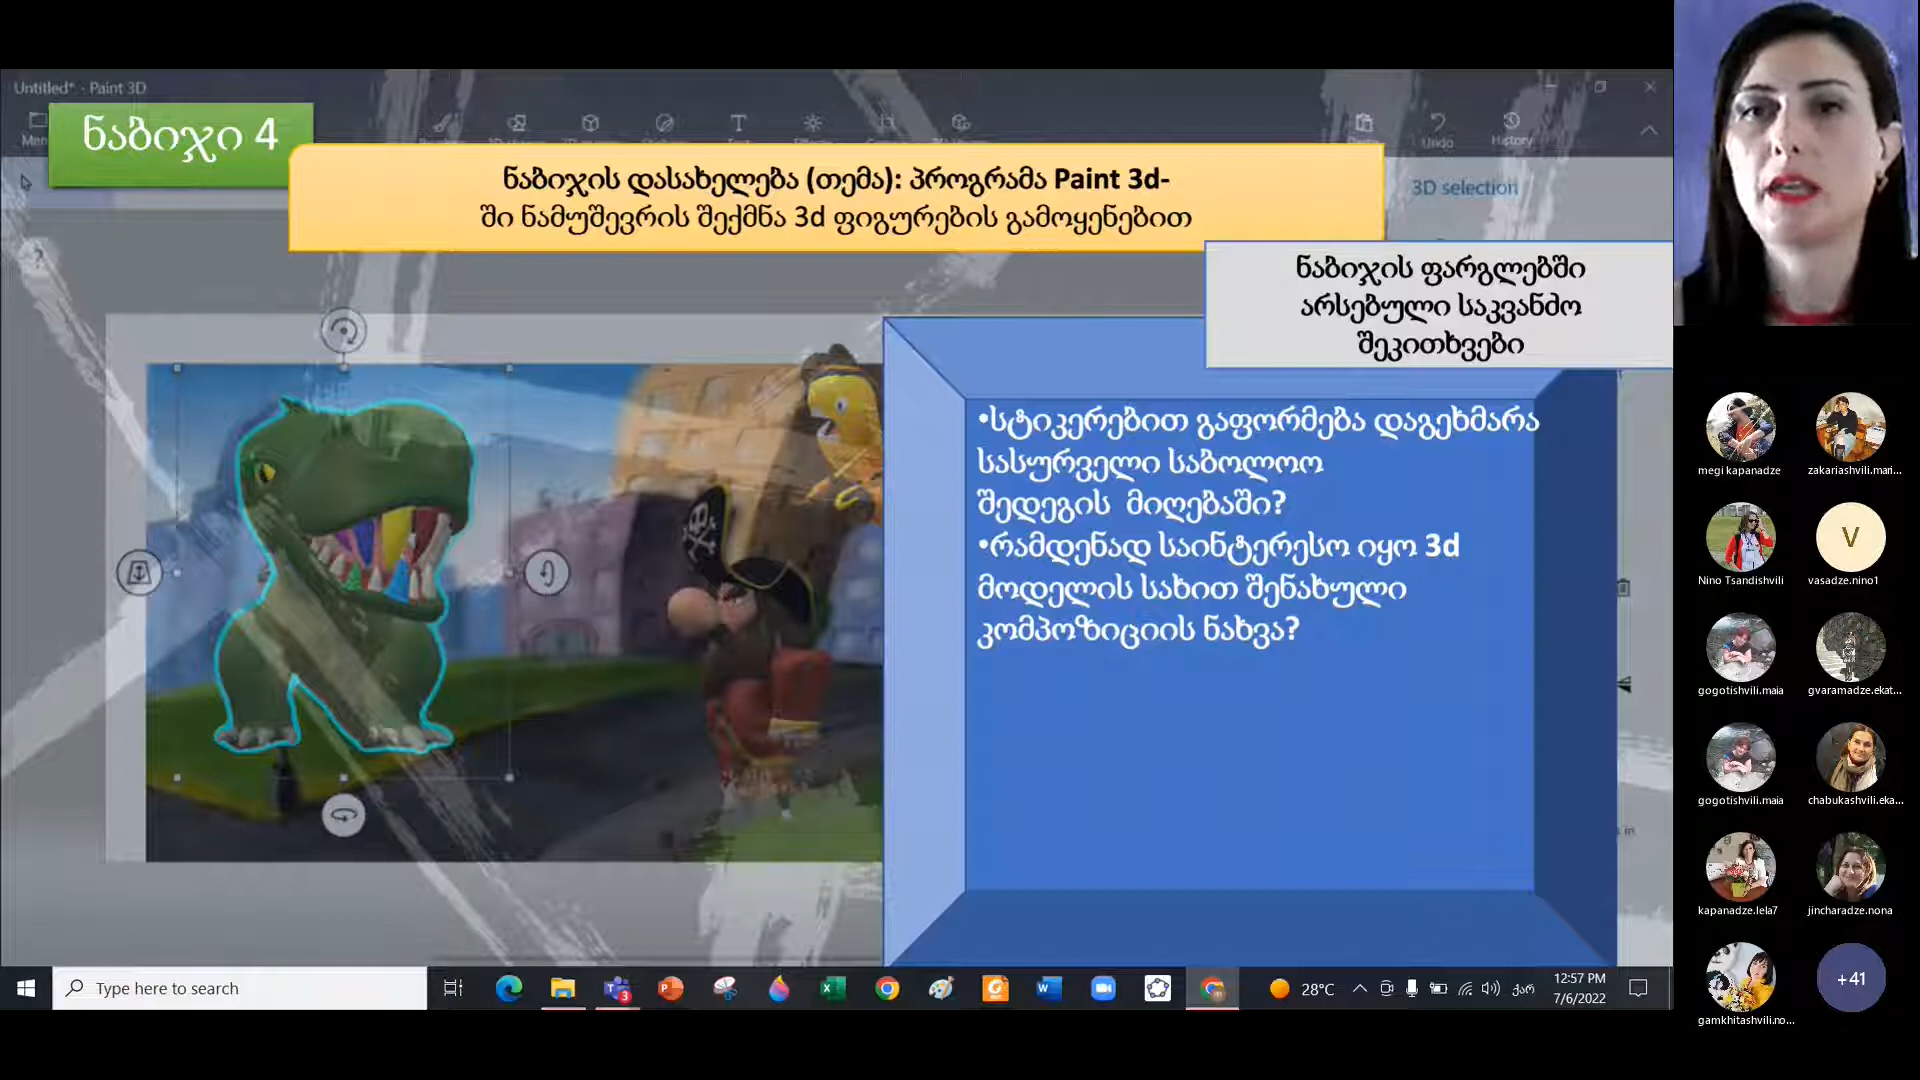 Untitled* - Paint 3D
ნაბიჯი 4
Undo
History
ნაბიჯის დასახელება (თემა): პროგრამა Paint 3d-
ში ნამუშევრის შექმნა 3d ფიგურების გამოყენებით
3D selection
ნაბიჯის ფარგლებში
არსებული საკვანძო
შეკითხვები
•სტიკერებით გაფორმება დაგეხმარა
სასურველი საბოლოო
შედეგის მიღებაში?
•რამდენად საინტერესო იყო 3d
მოდელის სახით შენახული
კომპოზიციის ნახვა?
megi kapanadze
zakariashvili.mari...
Nino Tsandishvili
V
vasadze.nino1
gogotishvili.maia
gvaramadze.ekat...
gogotishvili.maia
chabukashvili.eka...
kapanadze.lela7
jincharadze.nona
gamkhitashvili.no...
+41
Type here to search
3
28°C
ქარ
12:57 PM
7/6/2022